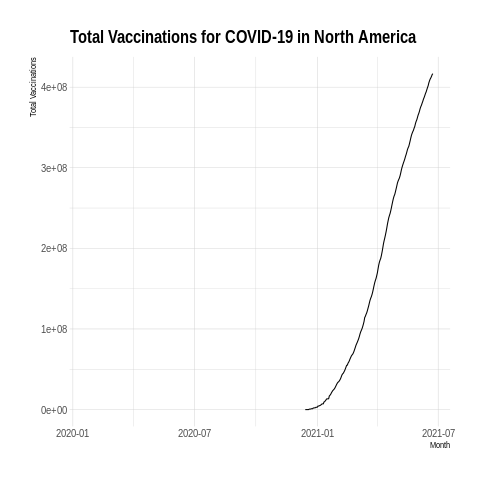 Total Vaccinations for COVID-19 in North America
Total Vaccinations
4e+08
3e+08
2e+08
1e+08
0e+00
2020-01 2020-07 2021-01 2021-07
Month